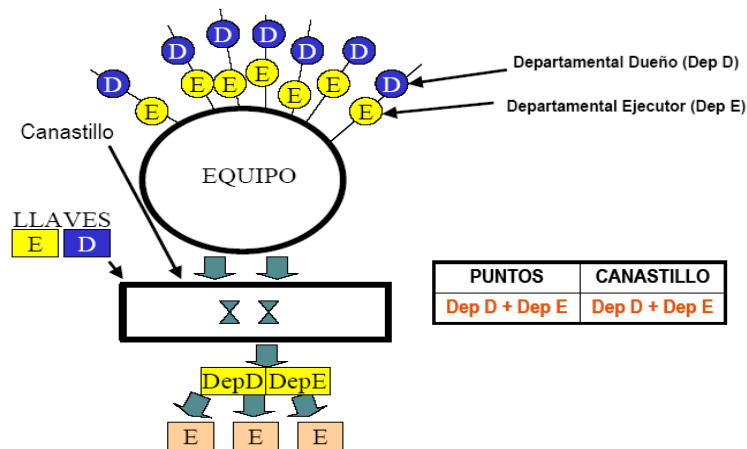 D
D
D
D
D
D
D
E
E
E
E
E
E
E
Departamental Dueño (Dep D)
Departamental Ejecutor (Dep E)
Canastillo
EQUIPO
LLAVES
E D
PUNTOS CANASTILLO
Dep D + Dep E Dep D + Dep E
DepD DepE
E E E